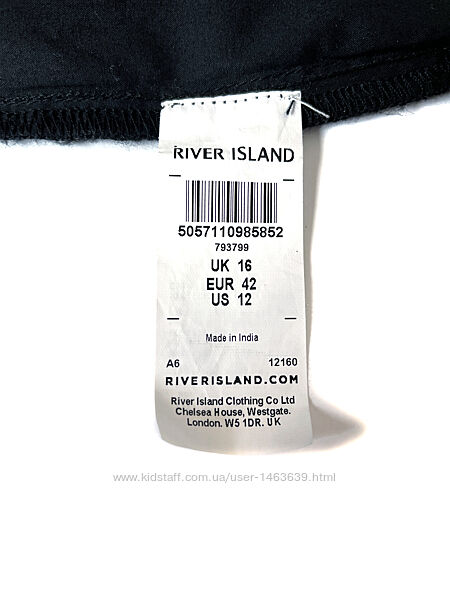 RIVER ISLAND
5057110985852
793799
UK 16
EUR 42
US 12
Made in India
A6 12160
RIVERISLAND.COM
River Island Clothing Co Ltd
Chelsea House, Westgate.
London. W5 1DR. UK
www.kidstaff.com.ua/user-1463639.html